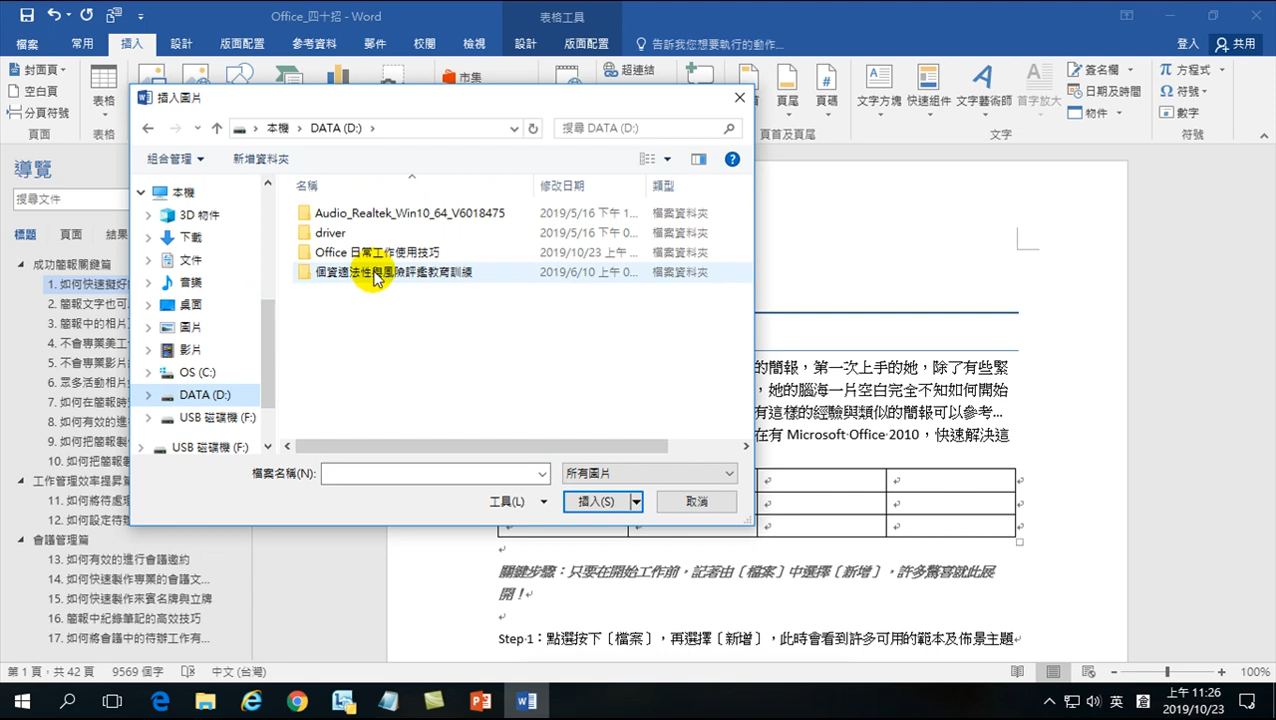 Office_四十招 - Word
表格工具
檔案 常用 插入 設計 版面配置 參考資料 郵件 校閱 檢視 設計 版面配置 告訴我您想要執行的動作... 登入 共用
封面頁
空白頁
分頁符號
頁面
表格
表格
市集
超連結
頁尾
頁碼
頁首及頁尾
文字方塊 快速組件 文字藝術師 首字放大
簽名欄
日期及時間
物件
文字
方程式
符號
數字
符號
插入圖片
本機 › DATA (D:) ›
搜尋 DATA (D:)
組合管理 新增資料夾
名稱 修改日期 類型
Audio_Realtek_Win10_64_V6018475 2019/5/16 下午 1... 檔案資料夾
driver 2019/5/16 下午 0... 檔案資料夾
Office 日常工作使用技巧 2019/10/23 上午 ... 檔案資料夾
個資適法性與風險評鑑教育訓練 2019/6/10 上午 0... 檔案資料夾
本機
3D 物件
下載
文件
音訊
桌面
圖片
影片
OS (C:)
DATA (D:)
USB 磁碟機 (F:)
USB 磁碟機 (F:)
檔案名稱(N):
所有圖片
工具(L) 插入(S) 取消
導覽
搜尋文件
標題 頁面 結果
成功簡報關鍵篇
1. 如何快速擬好
2. 簡報文字也可
3. 簡報中的相片
4. 不會專業美工
5. 不會專業影片
6. 眾多活動相片
7. 如何在簡報時
8. 如何有效的進
9. 如何把簡報製
10. 如何把簡報
工作管理效率提昇篇
11. 如何將待處
12. 如何設定待辦
會議管理篇
13. 如何有效的進行會議邀約
14. 如何快速製作專業的會議文...
15. 如何快速製作來賓名牌與立牌
16. 簡報中紀錄筆記的高效技巧
17. 如何將會議中的待辦工作有...
的簡報，第一次上手的她，除了有些緊
，她的腦海一片空白完全不知如何開始
有這樣的經驗與類似的簡報可以參考...
在有 Microsoft·Office·2010，快速解決這
關鍵步驟：只要在開始工作前，記著由〔檔案〕中選擇〔新增〕，許多驚喜就此展
開！
Step·1：點選按下〔檔案〕，再選擇〔新增〕，此時會看到許多可用的範本及佈景主題
第 1 頁，共 42 頁 9569 個字 中文 (台灣) 100%
英
上午 11:26
2019/10/23